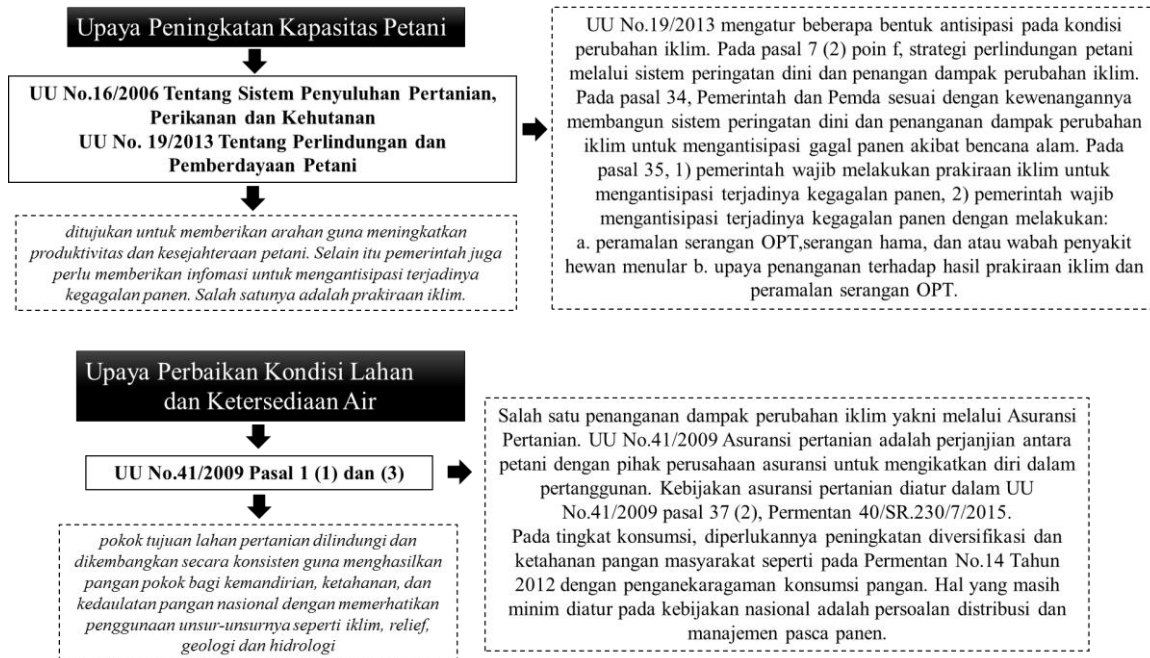 Upaya Peningkatan Kapasitas Petani
UU No.16/2006 Tentang Sistem Penyuluhan Pertanian,
Perikanan dan Kehutanan
UU No. 19/2013 Tentang Perlindungan dan
Pemberdayaan Petani
ditujukan untuk memberikan arahan guna meningkatkan
produktivitas dan kesejahteraan petani. Selain itu pemerintah juga
perlu memberikan infomasi untuk mengantisipasi terjadinya
kegagalan panen. Salah satunya adalah prakiraan iklim.
UU No.19/2013 mengatur beberapa bentuk antisipasi pada kondisi
perubahan iklim. Pada pasal 7 (2) poin f, strategi perlindungan petani
melalui sistem peringatan dini dan penangan dampak perubahan iklim.
Pada pasal 34, Pemerintah dan Pemda sesuai dengan kewenangannya
membangun sistem peringatan dini dan penanganan dampak perubahan
iklim untuk mengantisipasi gagal panen akibat bencana alam. Pada
pasal 35, 1) pemerintah wajib melakukan prakiraan iklim untuk
mengantisipasi terjadinya kegagalan panen, 2) pemerintah wajib
mengantisipasi terjadinya kegagalan panen dengan melakukan:
a. peramalan serangan OPT,serangan hama, dan atau wabah penyakit
hewan menular b. upaya penanganan terhadap hasil prakiraan iklim dan
peramalan serangan OPT.
Upaya Perbaikan Kondisi Lahan
dan Ketersediaan Air
UU No.41/2009 Pasal 1 (1) dan (3)
pokok tujuan lahan pertanian dilindungi dan
dikembangkan secara konsisten guna menghasilkan
pangan pokok bagi kemandirian, ketahanan, dan
kedaulatan pangan nasional dengan memerhatikan
penggunaan unsur-unsurnya seperti iklim, relief,
geologi dan hidrologi
Salah satu penanganan dampak perubahan iklim yakni melalui Asuransi
Pertanian. UU No.41/2009 Asuransi pertanian adalah perjanjian antara
petani dengan pihak perusahaan asuransi untuk mengikatkan diri dalam
pertanggunan. Kebijakan asuransi pertanian diatur dalam UU
No.41/2009 pasal 37 (2), Permentan 40/SR.230/7/2015.
Pada tingkat konsumsi, diperlukannya peningkatan diversifikasi dan
ketahanan pangan masyarakat seperti pada Permentan No.14 Tahun
2012 dengan penganekaragaman konsumsi pangan. Hal yang masih
minim diatur pada kebijakan nasional adalah persoalan distribusi dan
manajemen pasca panen.